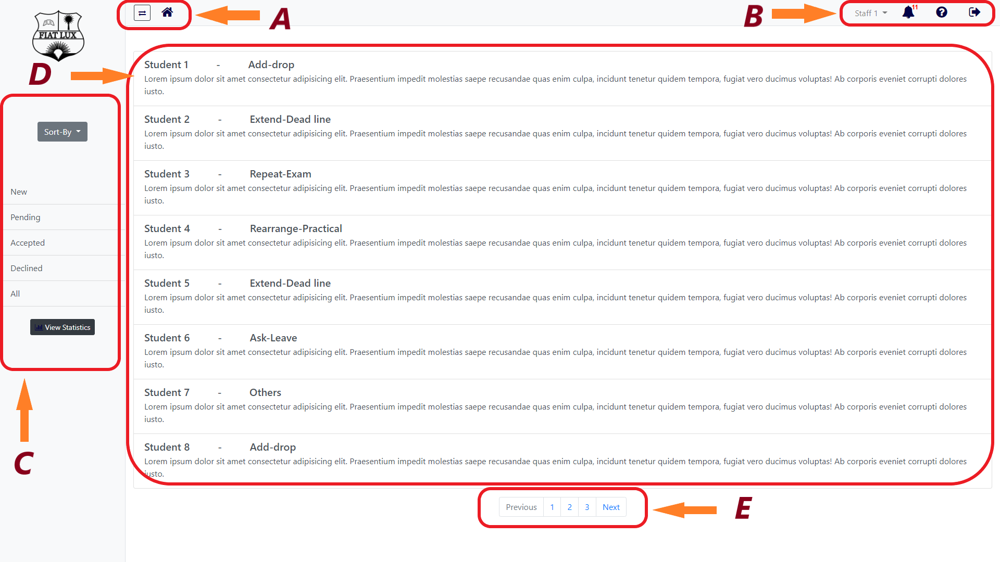 A
B
Staff 1
11
FIAT LUX
D
Sort-By
New
Pending
Accepted
Declined
All
View Statistics
C
Student 1 - Add-drop
Lorem ipsum dolor sit amet consectetur adipisicing elit. Praesentium impedit molestias saepe recusandae quas enim culpa, incidunt tenetur quidem tempora, fugiat vero ducimus voluptas! Ab corporis eveniet corrupti dolores
iusto.
Student 2 - Extend-Dead line
Lorem ipsum dolor sit amet consectetur adipisicing elit. Praesentium impedit molestias saepe recusandae quas enim culpa, incidunt tenetur quidem tempora, fugiat vero ducimus voluptas! Ab corporis eveniet corrupti dolores
iusto.
Student 3 - Repeat-Exam
Lorem ipsum dolor sit amet consectetur adipisicing elit. Praesentium impedit molestias saepe recusandae quas enim culpa, incidunt tenetur quidem tempora, fugiat vero ducimus voluptas! Ab corporis eveniet corrupti dolores
iusto.
Student 4 - Rearrange-Practical
Lorem ipsum dolor sit amet consectetur adipisicing elit. Praesentium impedit molestias saepe recusandae quas enim culpa, incidunt tenetur quidem tempora, fugiat vero ducimus voluptas! Ab corporis eveniet corrupti dolores
iusto.
Student 5 - Extend-Dead line
Lorem ipsum dolor sit amet consectetur adipisicing elit. Praesentium impedit molestias saepe recusandae quas enim culpa, incidunt tenetur quidem tempora, fugiat vero ducimus voluptas! Ab corporis eveniet corrupti dolores
iusto.
Student 6 - Ask-Leave
Lorem ipsum dolor sit amet consectetur adipisicing elit. Praesentium impedit molestias saepe recusandae quas enim culpa, incidunt tenetur quidem tempora, fugiat vero ducimus voluptas! Ab corporis eveniet corrupti dolores
iusto.
Student 7 - Others
Lorem ipsum dolor sit amet consectetur adipisicing elit. Praesentium impedit molestias saepe recusandae quas enim culpa, incidunt tenetur quidem tempora, fugiat vero ducimus voluptas! Ab corporis eveniet corrupti dolores
iusto.
Student 8 - Add-drop
Lorem ipsum dolor sit amet consectetur adipisicing elit. Praesentium impedit molestias saepe recusandae quas enim culpa, incidunt tenetur quidem tempora, fugiat vero ducimus voluptas! Ab corporis eveniet corrupti dolores
iusto.
Previous 1 2 3 Next
E